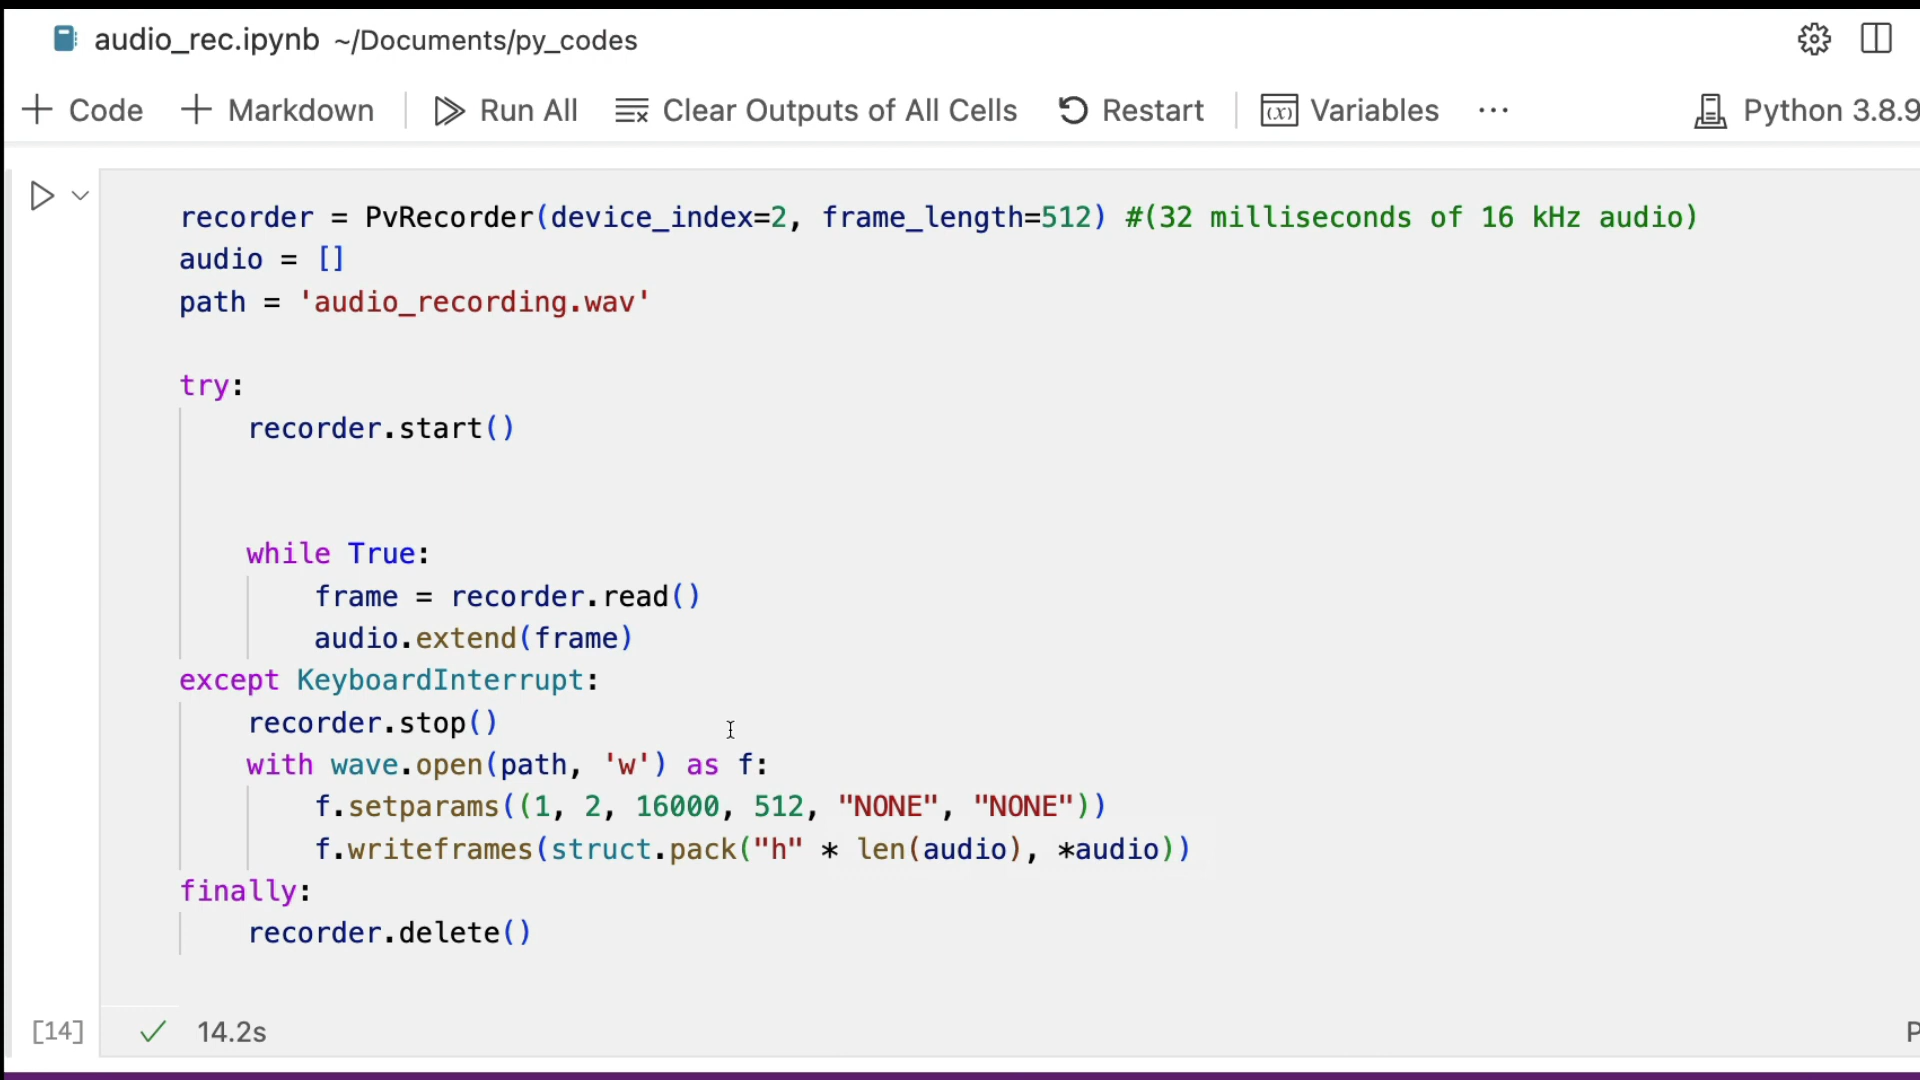 audio_rec.ipynb ~/Documents/py_codes
Code Markdown Run All Clear Outputs of All Cells Restart Variables ... Python 3.8.9
recorder = PvRecorder(device_index=2, frame_length=512) #(32 milliseconds of 16 kHz audio)
audio = []
path = 'audio_recording.wav'
try:
recorder.start()
while True:
frame = recorder.read()
audio.extend(frame)
except KeyboardInterrupt:
recorder.stop()
with wave.open(path, 'w') as f:
f.setparams((1, 2, 16000, 512, "NONE", "NONE"))
f.writeframes(struct.pack("h" * len(audio), *audio))
finally:
recorder.delete()
[14] 14.2s